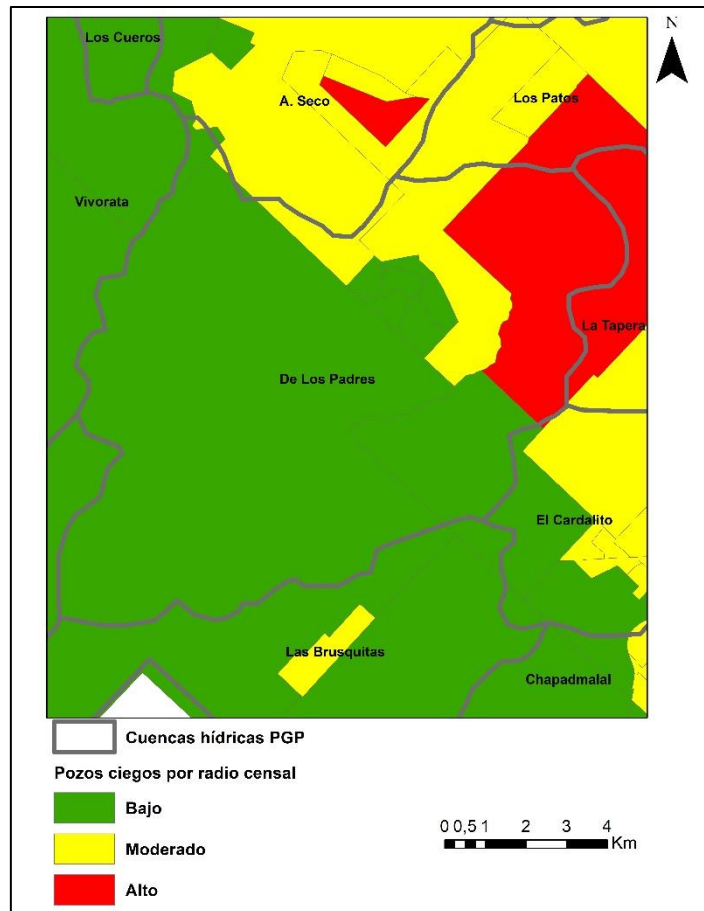 N
Los Cueros
A. Seco
Los Patos
Vivorata
La Tapera
De Los Padres
El Cardalito
Las Brusquitas
Chapadmalal
Cuencas hídricas PGP
Pozos ciegos por radio censal
Bajo
Moderado
Alto
0 0,5 1 2 3 4
Km